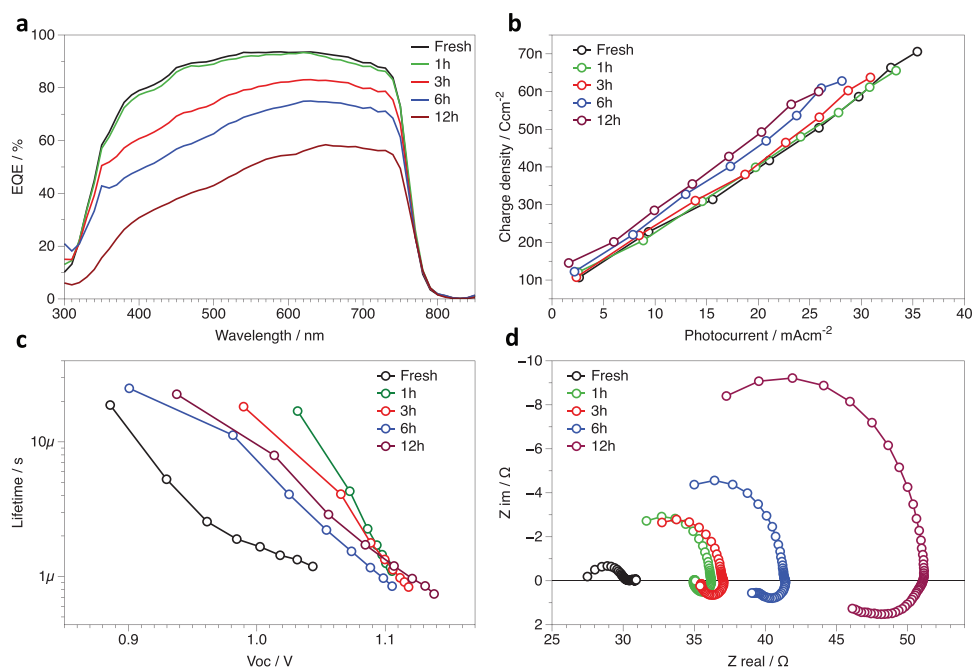 a
100
80
60
40
20
0
EQE / %
300
400
500
600
700
800
Wavelength / nm
Fresh
1h
3h
6h
12h
b
70n
60n
50n
40n
30n
20n
10n
Charge density / Ccm⁻²
0
5
10
15
20
25
30
35
40
Photocurrent / mAcm⁻²
Fresh
1h
3h
6h
12h
c
10µ
1µ
Lifetime / s
0.9
1.0
1.1
Voc / V
Fresh
1h
3h
6h
12h
d
−10
−8
−6
−4
−2
0
2
Z im / Ω
25
30
35
40
45
50
Z real / Ω
Fresh
1h
3h
6h
12h